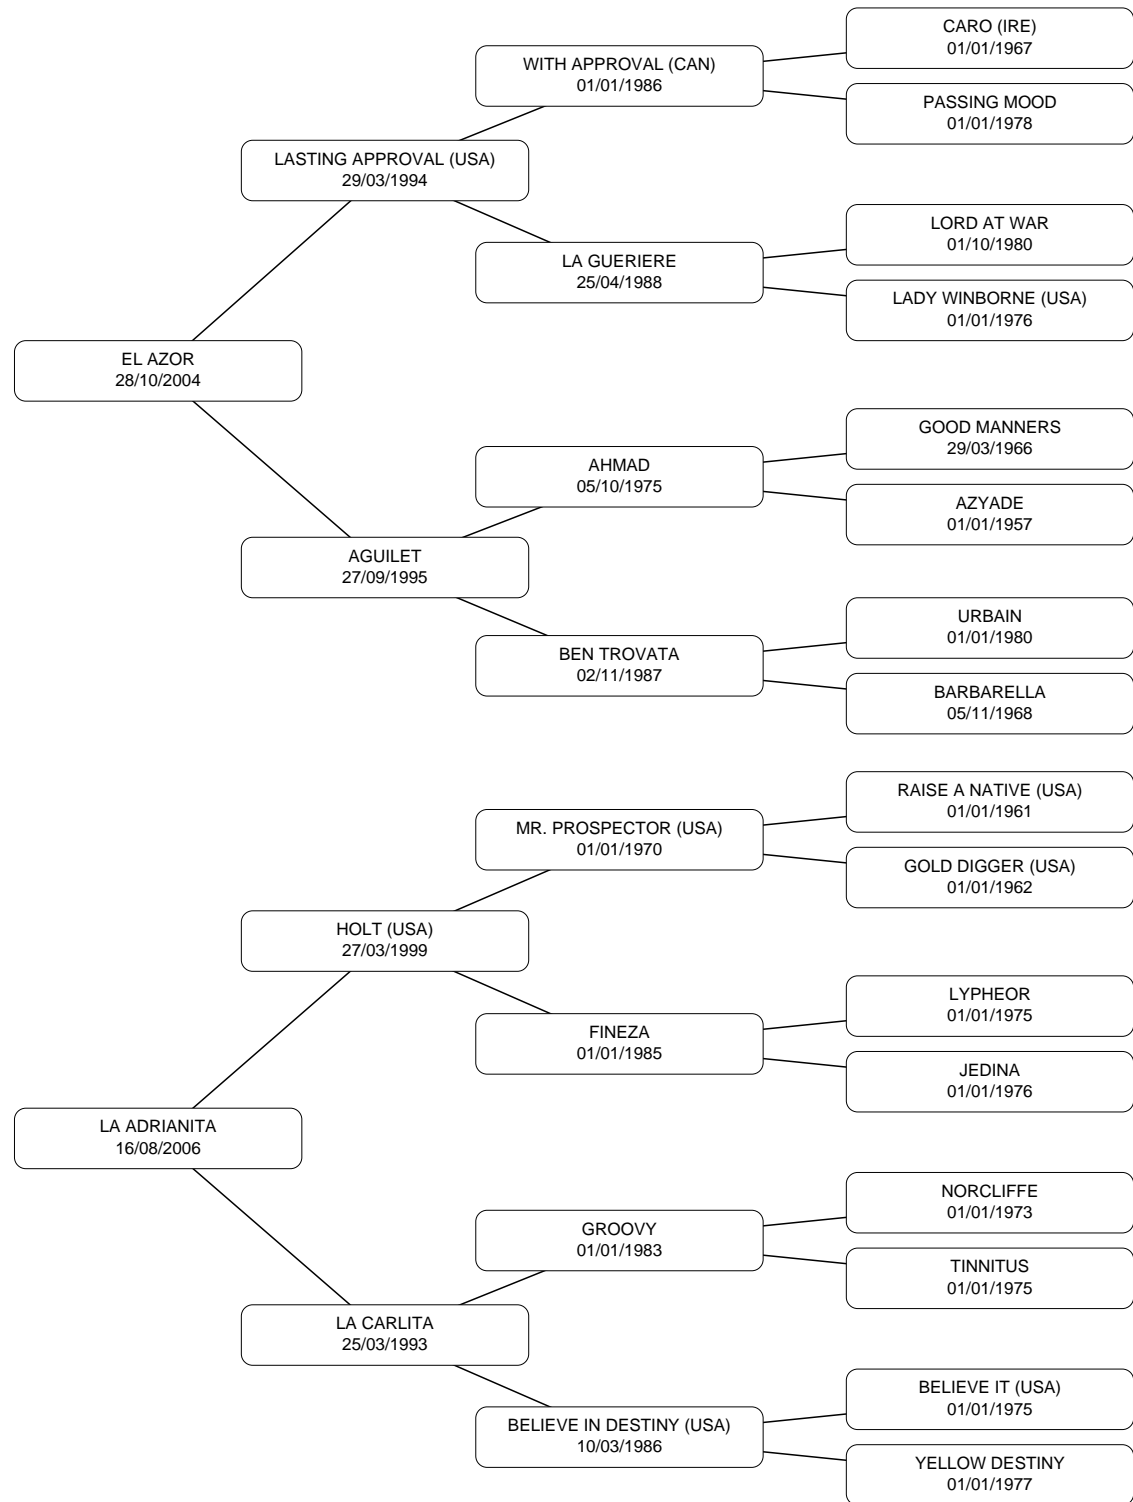 CARO (IRE)
01/01/1967
WITH APPROVAL (CAN)
01/01/1986
PASSING MOOD
01/01/1978
LASTING APPROVAL (USA)
29/03/1994
LORD AT WAR
01/10/1980
LA GUERIERE
25/04/1988
LADY WINBORNE (USA)
01/01/1976
EL AZOR
28/10/2004
GOOD MANNERS
29/03/1966
AHMAD
05/10/1975
AZYADE
01/01/1957
AGUILET
27/09/1995
URBAIN
01/01/1980
BEN TROVATA
02/11/1987
BARBARELLA
05/11/1968
RAISE A NATIVE (USA)
01/01/1961
MR. PROSPECTOR (USA)
01/01/1970
GOLD DIGGER (USA)
01/01/1962
HOLT (USA)
27/03/1999
LYPHEOR
01/01/1975
FINEZA
01/01/1985
JEDINA
01/01/1976
LA ADRIANITA
16/08/2006
NORCLIFFE
01/01/1973
GROOVY
01/01/1983
TINNITUS
01/01/1975
LA CARLITA
25/03/1993
BELIEVE IT (USA)
01/01/1975
BELIEVE IN DESTINY (USA)
10/03/1986
YELLOW DESTINY
01/01/1977